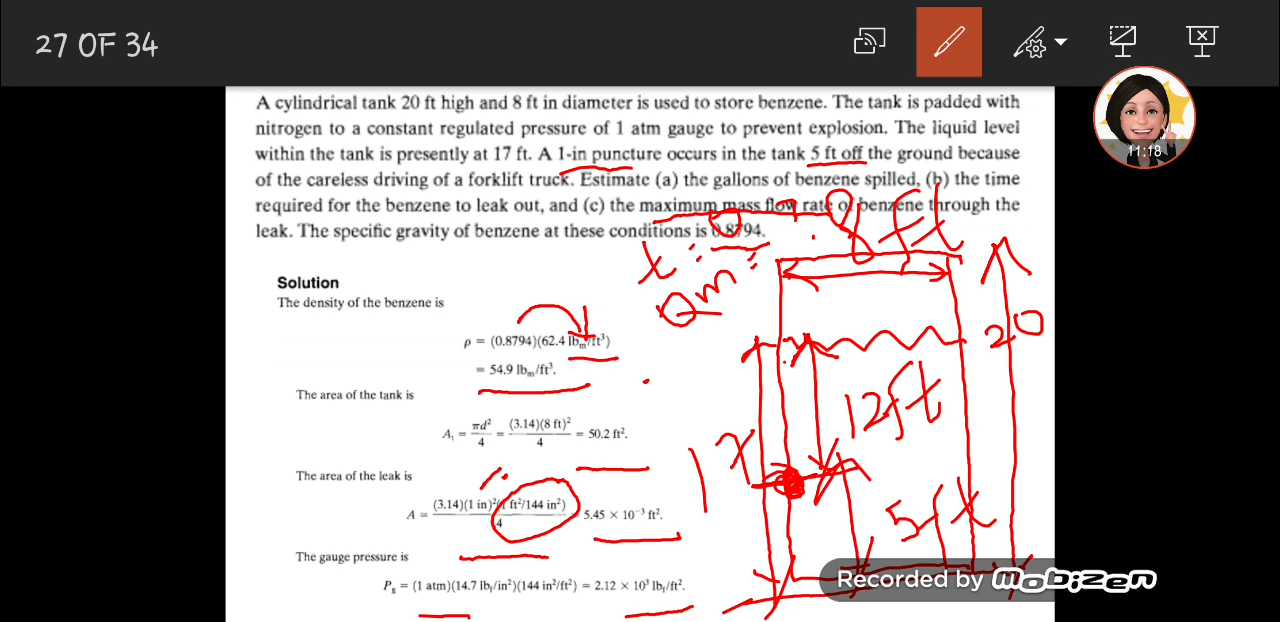 27 OF 34
11:18
A cylindrical tank 20 ft high and 8 ft in diameter is used to store benzene. The tank is padded with
nitrogen to a constant regulated pressure of 1 atm gauge to prevent explosion. The liquid level
within the tank is presently at 17 ft. A 1-in puncture occurs in the tank 5 ft off the ground because
of the careless driving of a forklift truck. Estimate (a) the gallons of benzene spilled, (b) the time
required for the benzene to leak out, and (c) the maximum mass flow rate of benzene through the
leak. The specific gravity of benzene at these conditions is 0.8794.
8 ft
t :
Qm :
20
12ft
17
5ft
Solution
The density of the benzene is
ρ = (0.8794)(62.4 lbm/ft³)
= 54.9 lbm/ft³.
The area of the tank is
At = πd²/4 = (3.14)(8 ft)²/4 = 50.2 ft².
The area of the leak is
A = (3.14)(1 in)²(1 ft²/144 in²)/4 = 5.45 × 10⁻³ ft².
The gauge pressure is
Pg = (1 atm)(14.7 lbf/in²)(144 in²/ft²) = 2.12 × 10³ lbf/ft².
Recorded by mobizen